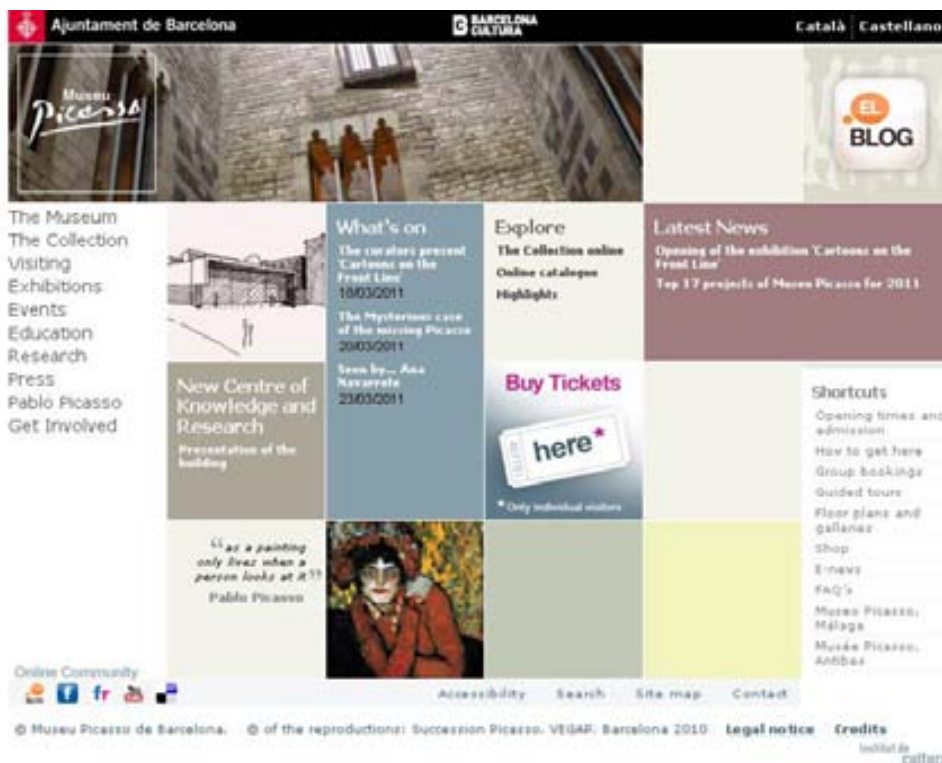 Ajuntament de Barcelona
BARCELONA
CULTURA
Català Castellano
Museu
Picasso
EL
BLOG
The Museum
The Collection
Visiting
Exhibitions
Events
Education
Research
Press
Pablo Picasso
Get Involved
New Centre of
Knowledge and
Research
Presentation of the
building
What's on
The curators present
'Cartoons on the
Front Line'
18/03/2011
The Mysterious case
of the missing Picasso
20/03/2011
Seen by... Ana
Navarrete
23/03/2011
Explore
The Collection online
Online catalogue
Highlights
Latest News
Opening of the exhibition 'Cartoons on the
Front Line'
Top 17 projects of Museu Picasso for 2011
Buy Tickets
here*
*Only individual visitors
Shortcuts
Opening times and
admission
How to get here
Group bookings
Guided tours
Floor plans and
galleries
Shop
E-news
FAQ's
Museo Picasso,
Málaga
Musée Picasso,
Antibes
“as a painting
only lives when a
person looks at it”
Pablo Picasso
Online Community
BLOG
f
fr
You
Accessibility Search Site map Contact
© Museu Picasso de Barcelona. © of the reproductions: Succession Picasso. VEGAP. Barcelona 2010 Legal notice Credits
Institut de
cultura